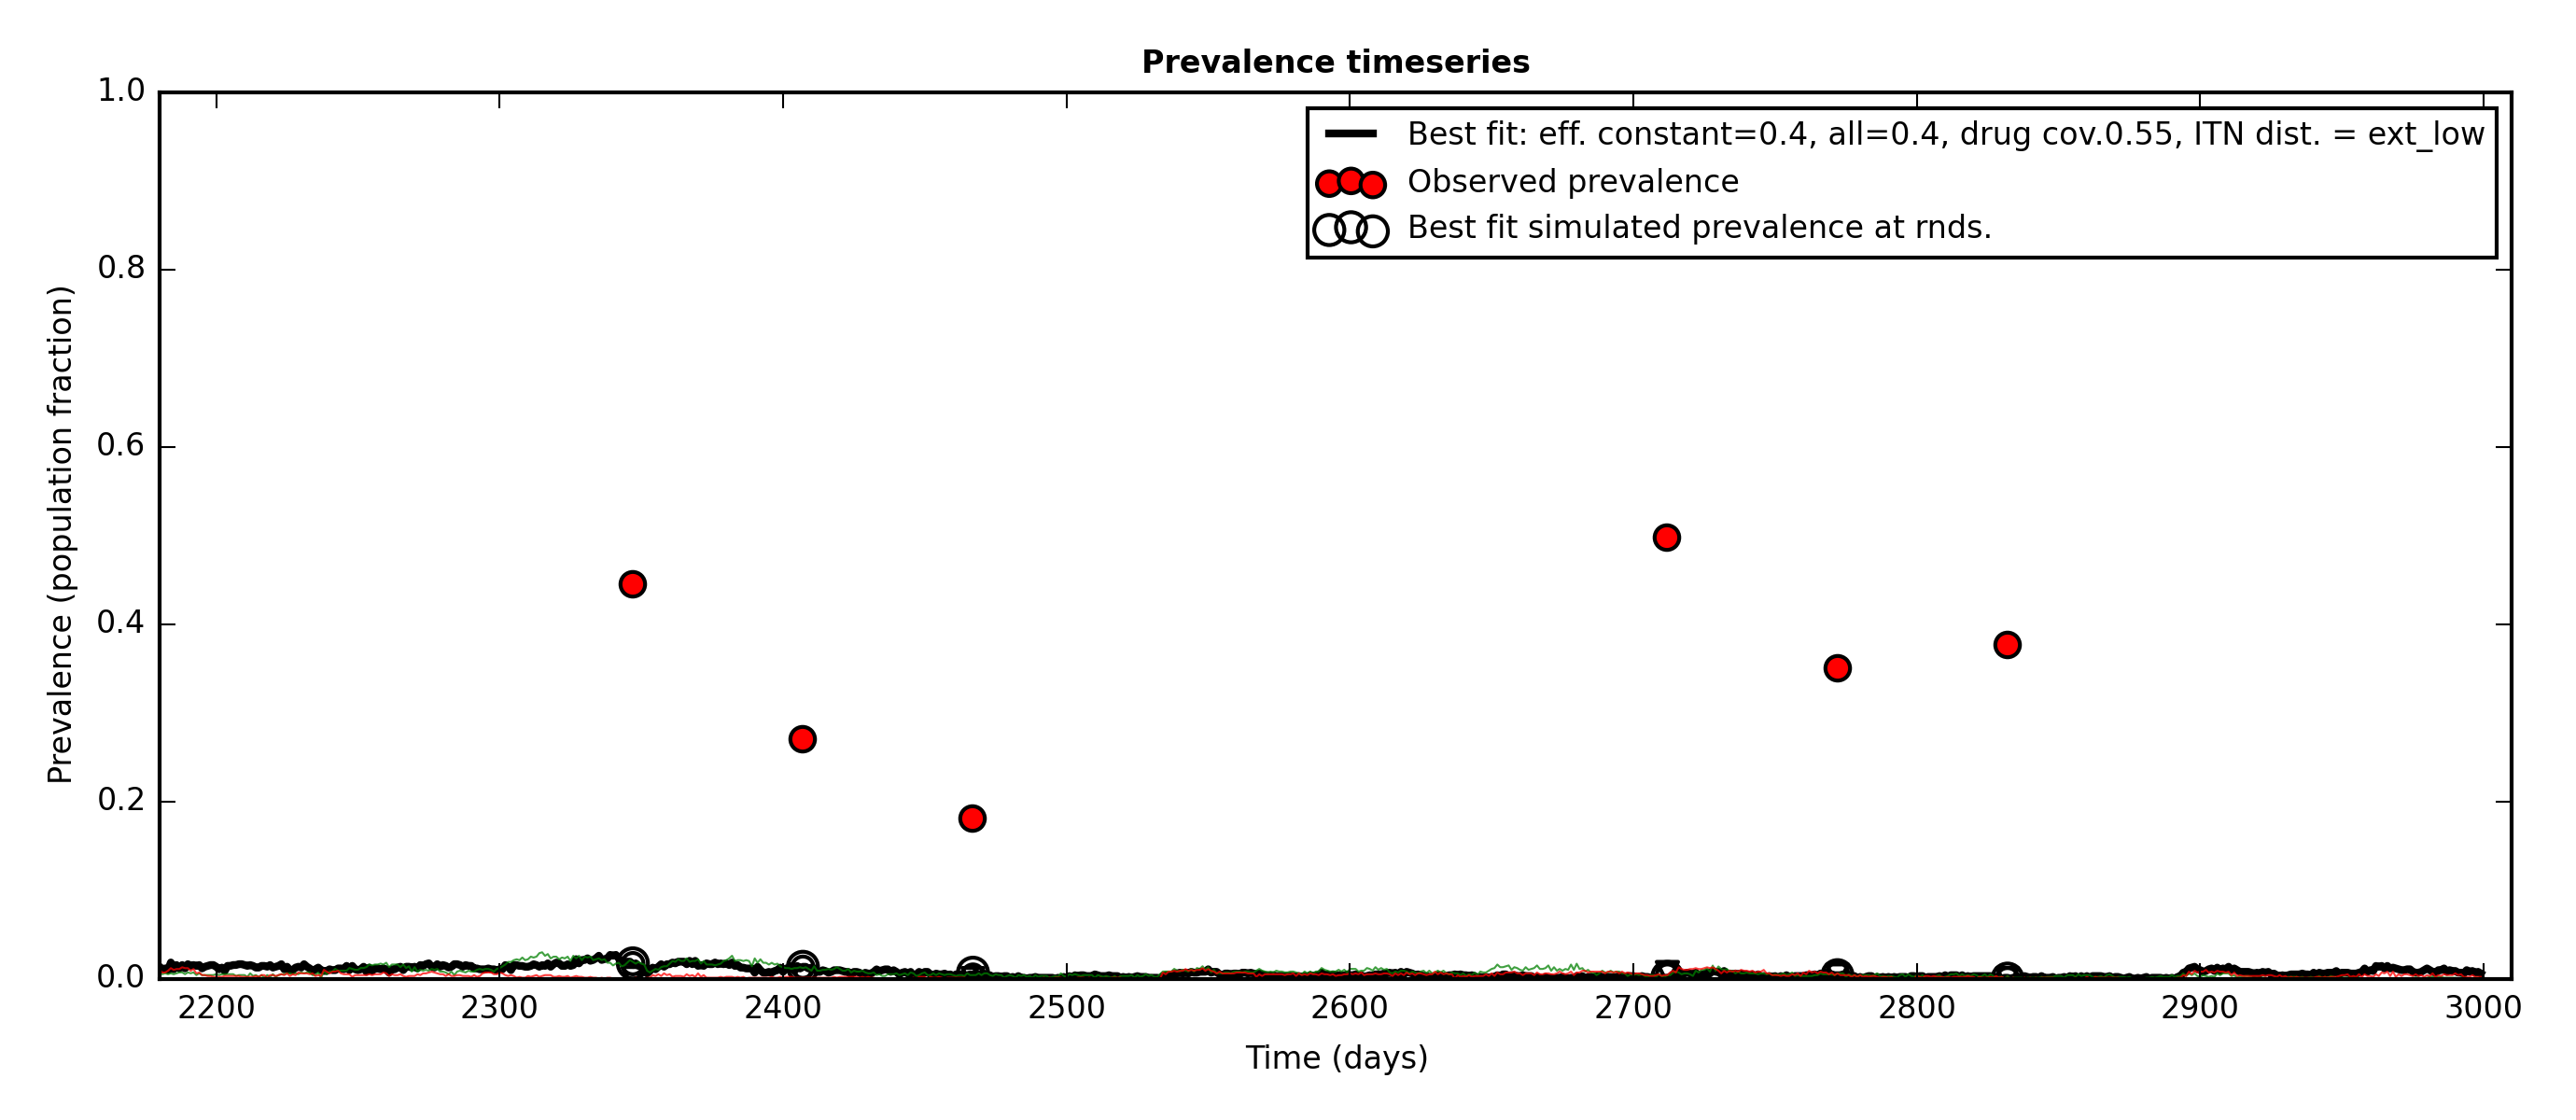 Prevalence timeseries
1.0
0.8
0.6
0.4
0.2
0.0
Prevalence (population fraction)
Best fit: eff. constant=0.4, all=0.4, drug cov.0.55, ITN dist. = ext_low
Observed prevalence
Best fit simulated prevalence at rnds.
2200 2300 2400 2500 2600 2700 2800 2900 3000
Time (days)